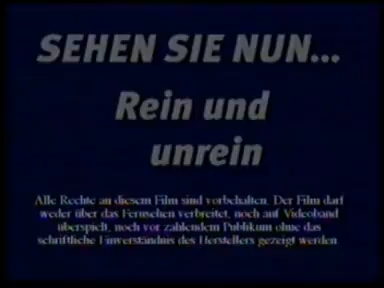 SEHEN SIE NUN...
Rein und
unrein
Alle Rechte an diesem Film sind vorbehalten. Der Film darf
weder über das Fernsehen verbreitet, noch auf Videoband
überspielt, noch vor zahlendem Publikum ohne das
schriftliche Einverständnis des Herstellers gezeigt werden